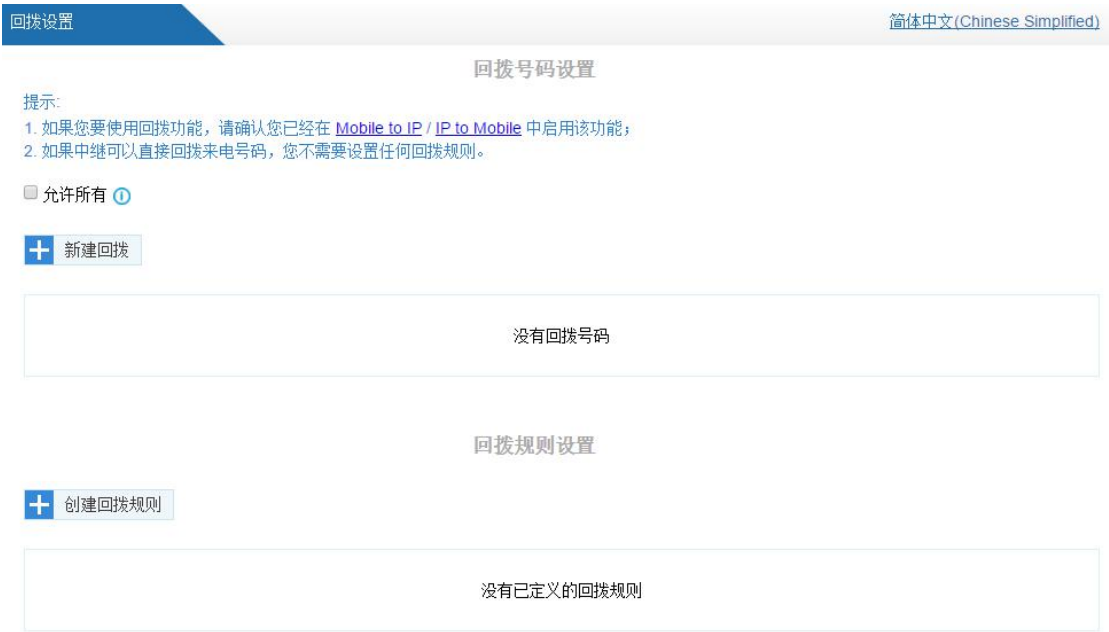 回拨设置
简体中文(Chinese Simplified)
回拨号码设置
提示:
1. 如果您要使用回拨功能，请确认您已经在 Mobile to IP / IP to Mobile 中启用该功能；
2. 如果中继可以直接回拨来电号码，您不需要设置任何回拨规则。
允许所有
新建回拨
没有回拨号码
回拨规则设置
创建回拨规则
没有已定义的回拨规则